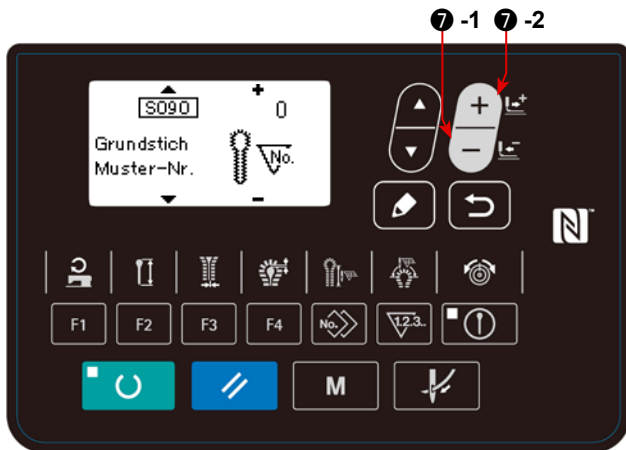 ❼ -1 ❼ -2
S090 + 0
Grundstich
Muster-Nr.
No.
−
+
−
F1 F2 F3 F4 No. 1.2.3..
M